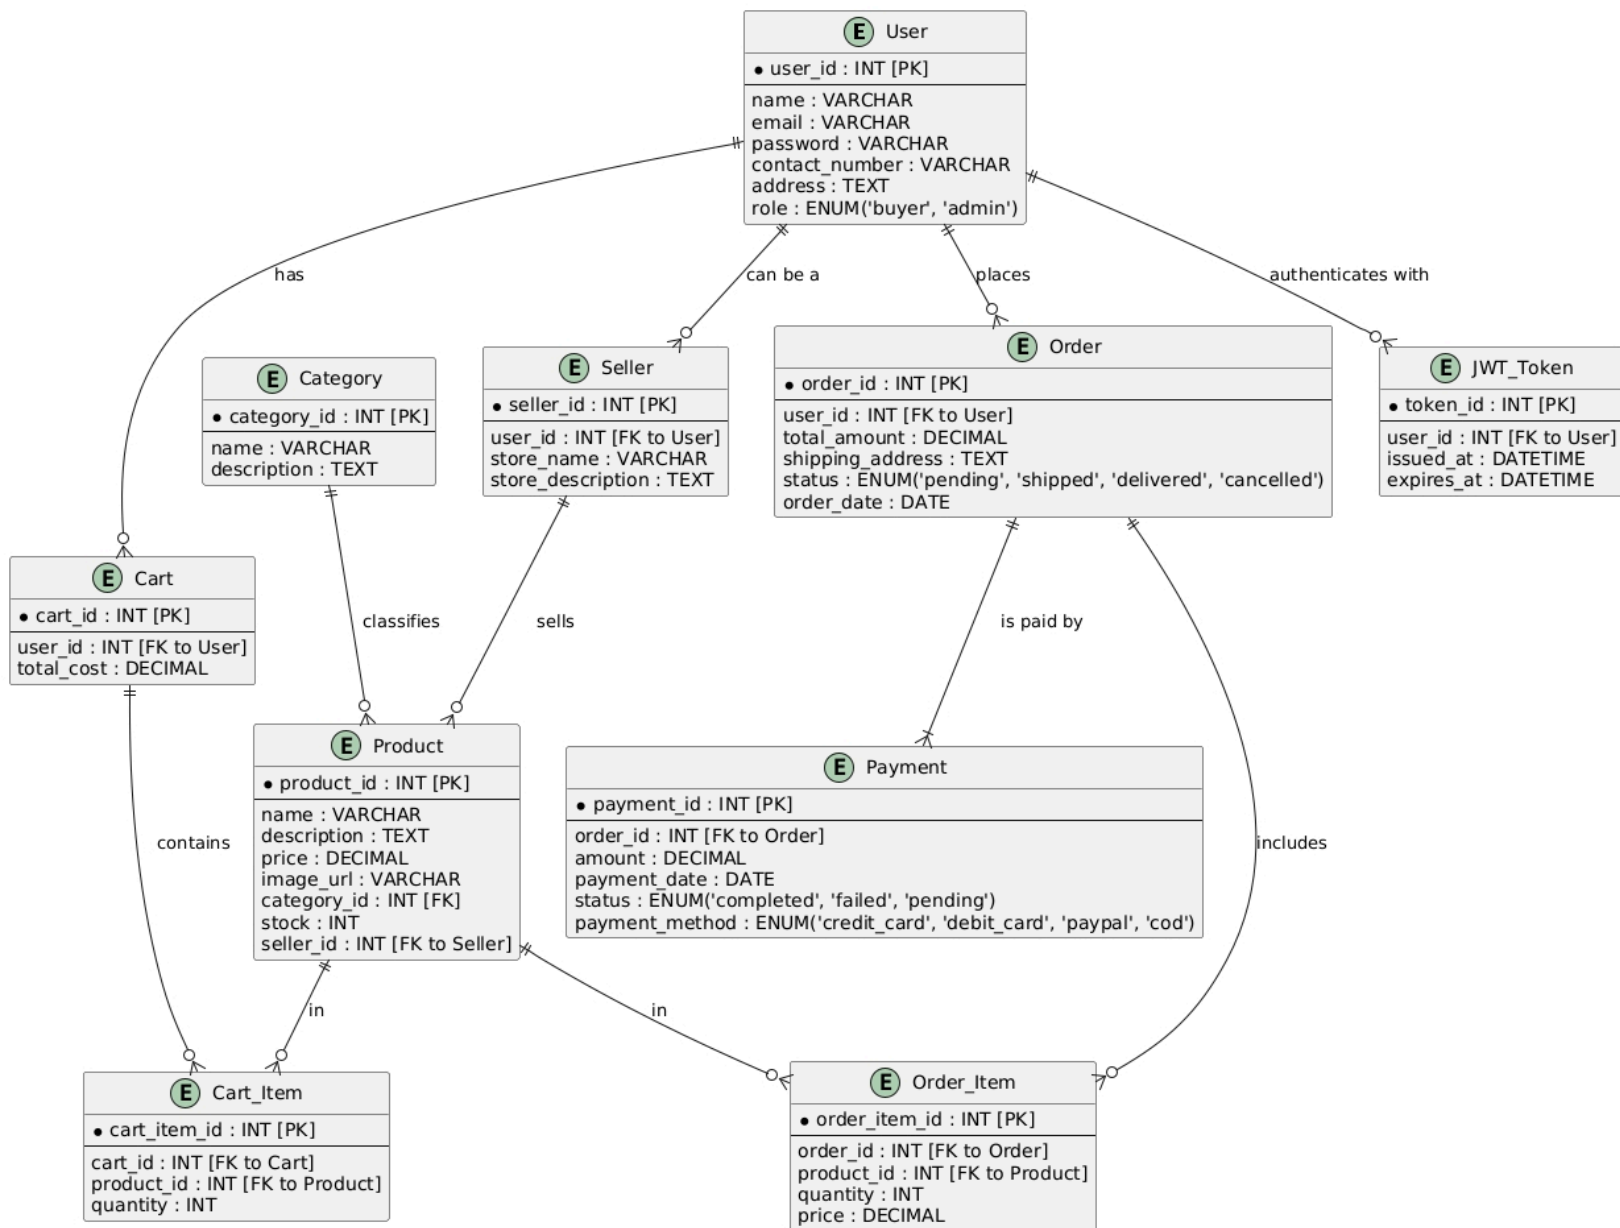 E User
* user_id : INT [PK]
name : VARCHAR
email : VARCHAR
password : VARCHAR
contact_number : VARCHAR
address : TEXT
role : ENUM('buyer', 'admin')
has
can be a
places
authenticates with
E Category
* category_id : INT [PK]
name : VARCHAR
description : TEXT
E Seller
* seller_id : INT [PK]
user_id : INT [FK to User]
store_name : VARCHAR
store_description : TEXT
E Order
* order_id : INT [PK]
user_id : INT [FK to User]
total_amount : DECIMAL
shipping_address : TEXT
status : ENUM('pending', 'shipped', 'delivered', 'cancelled')
order_date : DATE
E JWT_Token
* token_id : INT [PK]
user_id : INT [FK to User]
issued_at : DATETIME
expires_at : DATETIME
E Cart
* cart_id : INT [PK]
user_id : INT [FK to User]
total_cost : DECIMAL
classifies
sells
is paid by
contains
E Product
* product_id : INT [PK]
name : VARCHAR
description : TEXT
price : DECIMAL
image_url : VARCHAR
category_id : INT [FK]
stock : INT
seller_id : INT [FK to Seller]
E Payment
* payment_id : INT [PK]
order_id : INT [FK to Order]
amount : DECIMAL
payment_date : DATE
status : ENUM('completed', 'failed', 'pending')
payment_method : ENUM('credit_card', 'debit_card', 'paypal', 'cod')
includes
in
in
E Cart_Item
* cart_item_id : INT [PK]
cart_id : INT [FK to Cart]
product_id : INT [FK to Product]
quantity : INT
E Order_Item
* order_item_id : INT [PK]
order_id : INT [FK to Order]
product_id : INT [FK to Product]
quantity : INT
price : DECIMAL